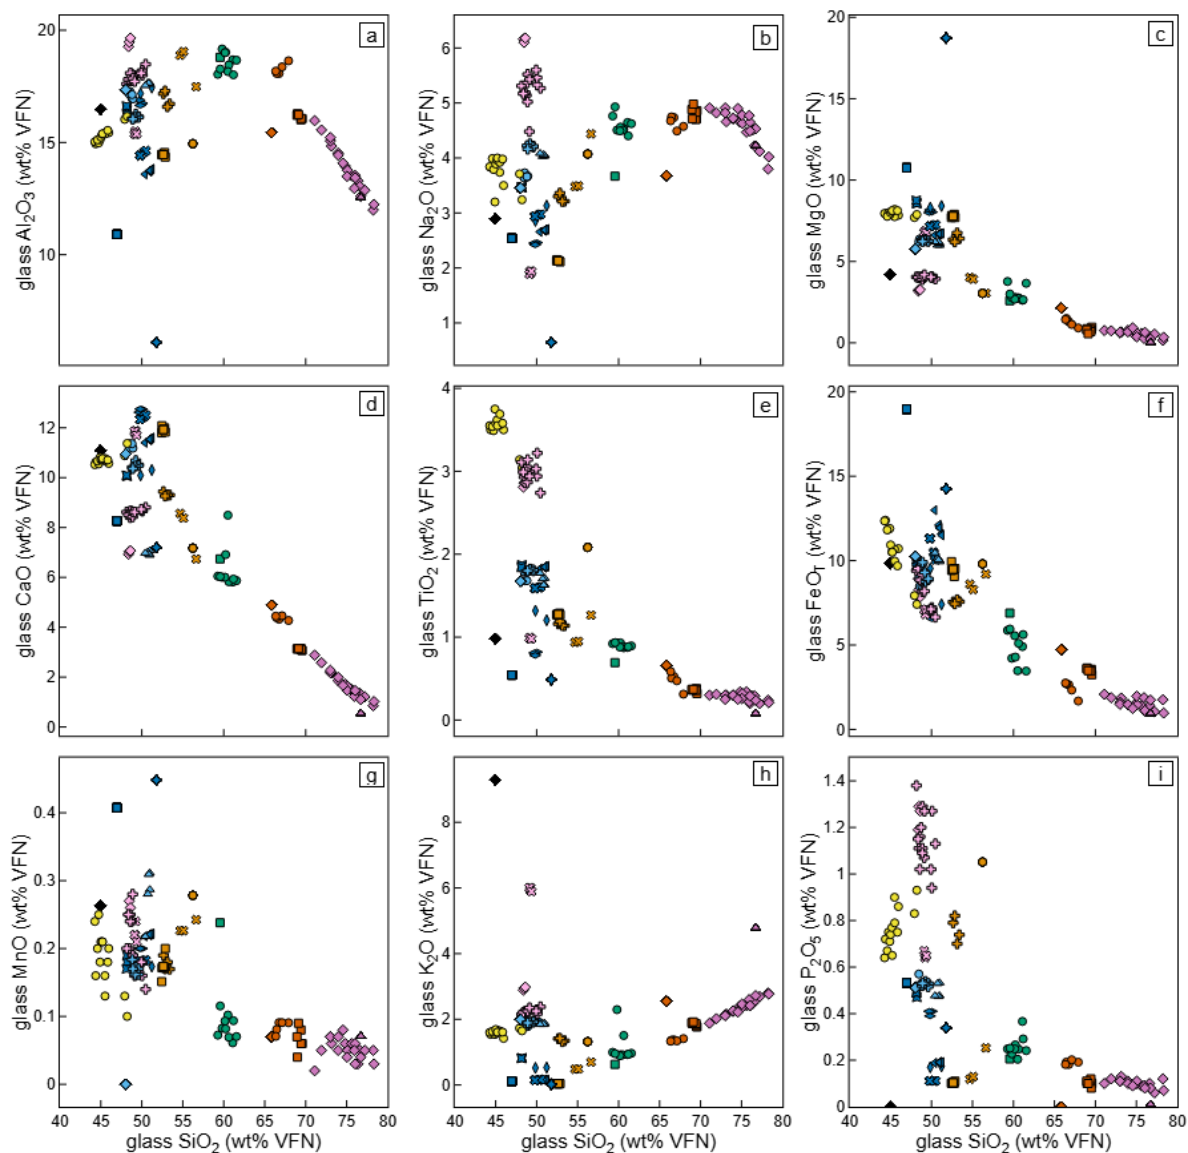 a
b
c
20
15
10
glass Al₂O₃ (wt% VFN)
6
5
4
3
2
1
glass Na₂O (wt% VFN)
20
15
10
5
0
glass MgO (wt% VFN)
d
e
f
12
10
8
6
4
2
0
glass CaO (wt% VFN)
4
3
2
1
0
glass TiO₂ (wt% VFN)
20
15
10
5
0
glass FeO_T (wt% VFN)
g
h
i
0.4
0.3
0.2
0.1
0
glass MnO (wt% VFN)
8
6
4
2
0
glass K₂O (wt% VFN)
1.4
1.2
1
0.8
0.6
0.4
0.2
0
glass P₂O₅ (wt% VFN)
40 45 50 55 60 65 70 75 80
40 45 50 55 60 65 70 75 80
40 45 50 55 60 65 70 75 80
glass SiO₂ (wt% VFN)
glass SiO₂ (wt% VFN)
glass SiO₂ (wt% VFN)